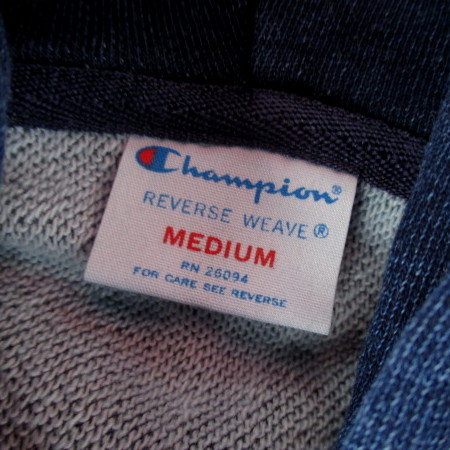 Champion®
REVERSE WEAVE®
MEDIUM
RN 26094
FOR CARE SEE REVERSE